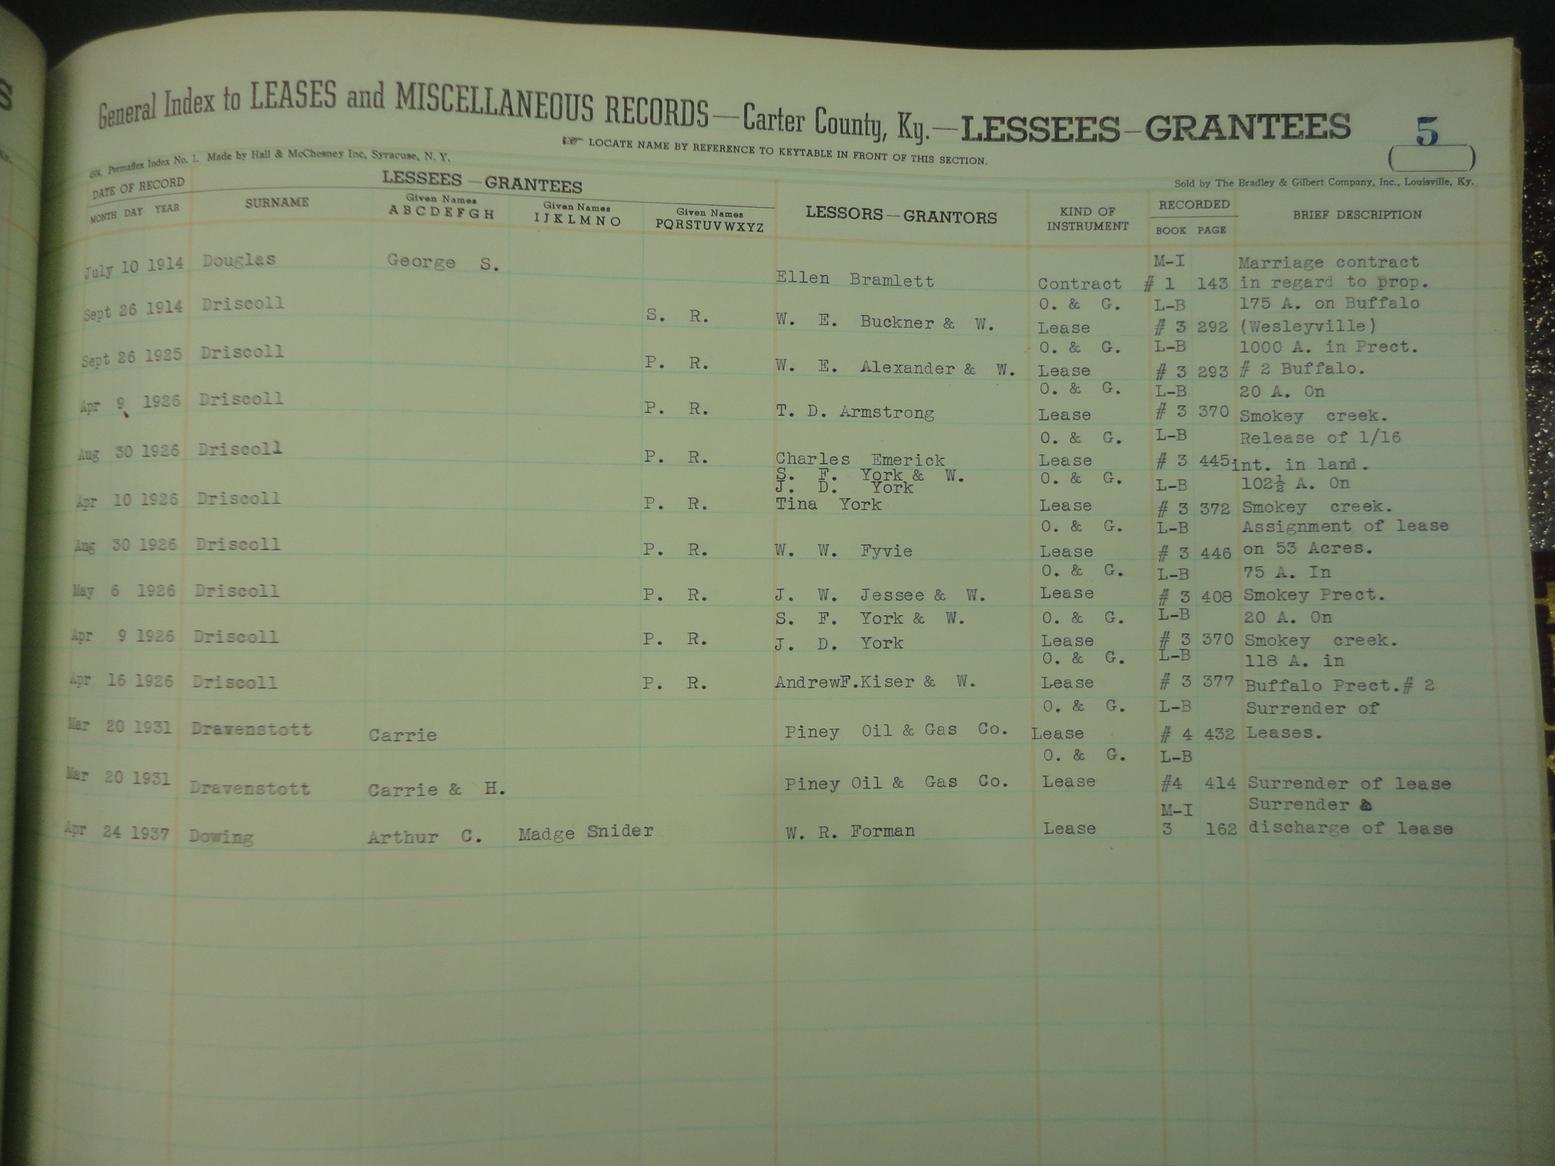 General Index to LEASES and MISCELLANEOUS RECORDS—Carter County, Ky.—LESSEES-GRANTEES 5
☞ LOCATE NAME BY REFERENCE TO KEYTABLE IN FRONT OF THIS SECTION.
Permaflex Index No. 1. Made by Hall & McChesney Inc, Syracuse, N. Y.
Sold by The Bradley & Gilbert Company, Inc., Louisville, Ky.
DATE OF RECORD LESSEES—GRANTEES LESSORS—GRANTORS KIND OF INSTRUMENT RECORDED BRIEF DESCRIPTION
MONTH DAY YEAR SURNAME Given Names ABCDEFGH Given Names IJKLMNO Given Names PQRSTUVWXYZ BOOK PAGE
M-I Marriage contract
July 10 1914 Douglas George S. Ellen Bramlett Contract # 1 143 in regard to prop.
O. & G. L-B 175 A. on Buffalo
Sept 26 1914 Driscoll S. R. W. E. Buckner & W. Lease # 3 292 (Wesleyville)
O. & G. L-B 1000 A. in Prect.
Sept 26 1925 Driscoll P. R. W. E. Alexander & W. Lease # 3 293 # 2 Buffalo.
O. & G. L-B 20 A. On
Apr 9 1926 Driscoll P. R. T. D. Armstrong Lease # 3 370 Smokey creek.
O. & G. L-B Release of 1/16
Aug 30 1926 Driscoll P. R. Charles Emerick Lease # 3 445 int. in land.
S. F. York & W. O. & G. L-B 102½ A. On
J. D. York
Apr 10 1926 Driscoll P. R. Tina York Lease # 3 372 Smokey creek.
O. & G. L-B Assignment of lease
Aug 30 1926 Driscoll P. R. W. W. Fyvie Lease # 3 446 on 53 Acres.
O. & G. L-B 75 A. In
May 6 1926 Driscoll P. R. J. W. Jessee & W. Lease # 3 408 Smokey Prect.
S. F. York & W. O. & G. L-B 20 A. On
Apr 9 1926 Driscoll P. R. J. D. York Lease # 3 370 Smokey creek.
O. & G. L-B 118 A. in
Apr 16 1926 Driscoll P. R. AndrewF.Kiser & W. Lease # 3 377 Buffalo Prect.# 2
O. & G. L-B Surrender of
Mar 20 1931 Dravenstott Carrie Piney Oil & Gas Co. Lease # 4 432 Leases.
O. & G. L-B
Mar 20 1931 Dravenstott Carrie & H. Piney Oil & Gas Co. Lease #4 414 Surrender of lease
M-I Surrender &
Apr 24 1937 Dowing Arthur C. Madge Snider W. R. Forman Lease 3 162 discharge of lease